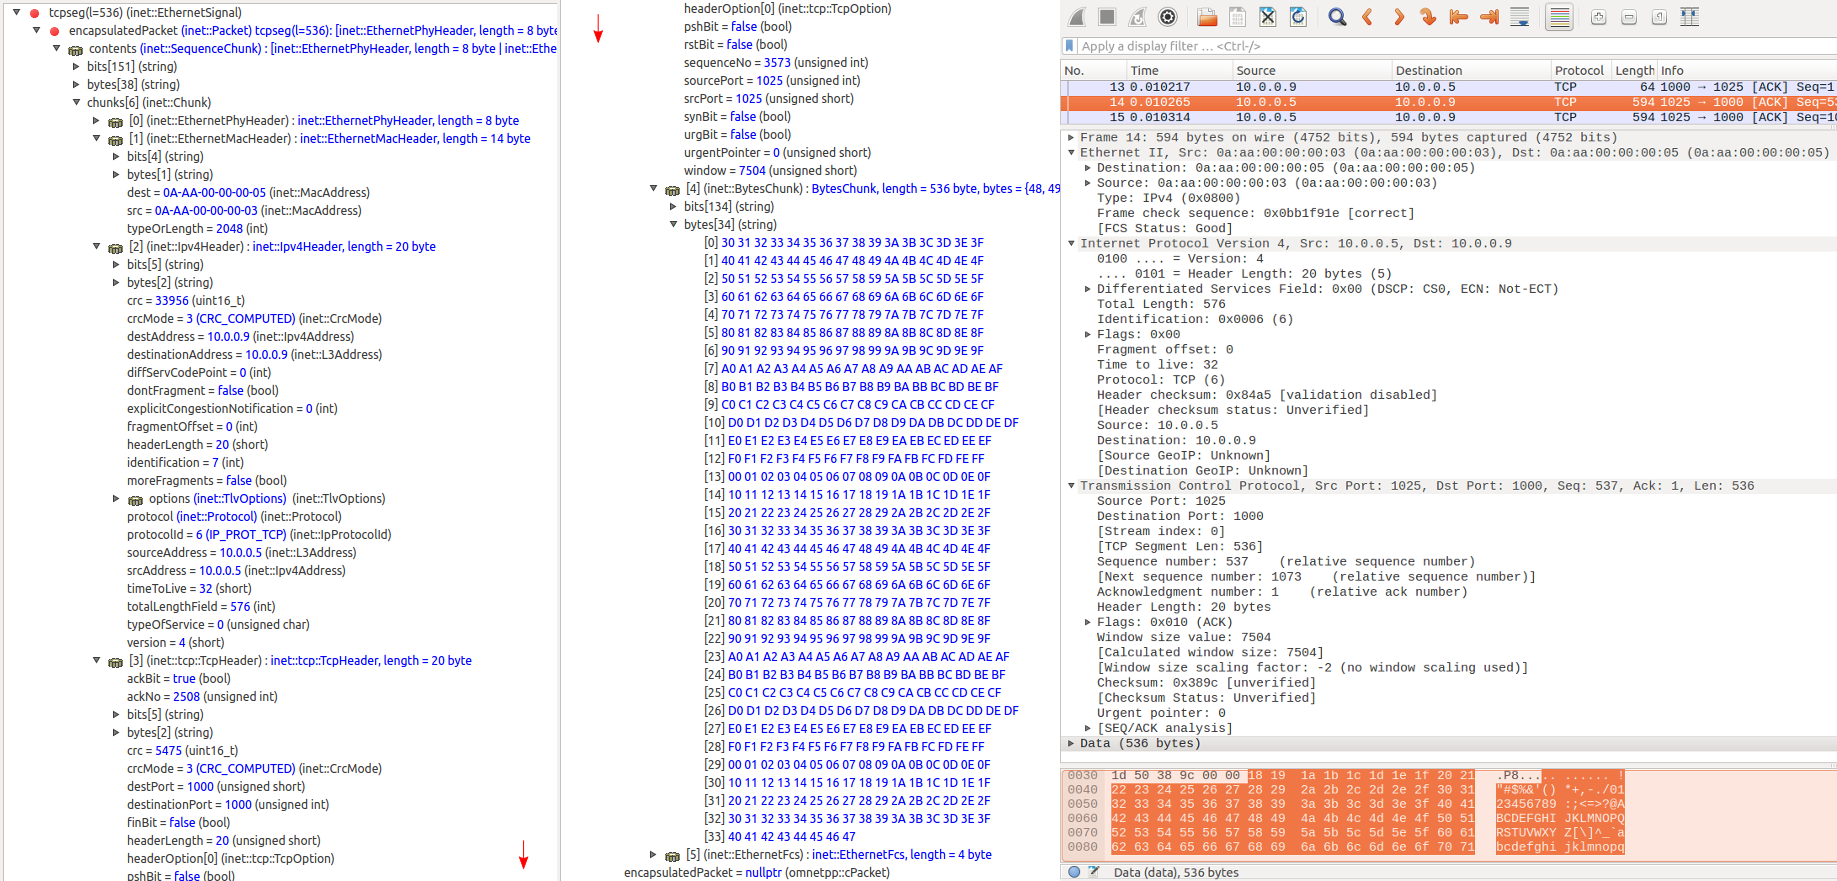 tcpseg(l=536) (inet::EthernetSignal)
encapsulatedPacket (inet::Packet) tcpseg(l=536): [inet::EthernetPhyHeader, length = 8 byte
contents (inet::SequenceChunk) : [inet::EthernetPhyHeader, length = 8 byte | inet::Ethe
bits[151] (string)
bytes[38] (string)
chunks[6] (inet::Chunk)
[0] (inet::EthernetPhyHeader) : inet::EthernetPhyHeader, length = 8 byte
[1] (inet::EthernetMacHeader) : inet::EthernetMacHeader, length = 14 byte
bits[4] (string)
bytes[1] (string)
dest = 0A-AA-00-00-00-05 (inet::MacAddress)
src = 0A-AA-00-00-00-03 (inet::MacAddress)
typeOrLength = 2048 (int)
[2] (inet::Ipv4Header) : inet::Ipv4Header, length = 20 byte
bits[5] (string)
bytes[2] (string)
crc = 33956 (uint16_t)
crcMode = 3 (CRC_COMPUTED) (inet::CrcMode)
destAddress = 10.0.0.9 (inet::Ipv4Address)
destinationAddress = 10.0.0.9 (inet::L3Address)
diffServCodePoint = 0 (int)
dontFragment = false (bool)
explicitCongestionNotification = 0 (int)
fragmentOffset = 0 (int)
headerLength = 20 (short)
identification = 7 (int)
moreFragments = false (bool)
options (inet::TlvOptions) (inet::TlvOptions)
protocol (inet::Protocol) (inet::Protocol)
protocolId = 6 (IP_PROT_TCP) (inet::IpProtocolId)
sourceAddress = 10.0.0.5 (inet::L3Address)
srcAddress = 10.0.0.5 (inet::Ipv4Address)
timeToLive = 32 (short)
totalLengthField = 576 (int)
typeOfService = 0 (unsigned char)
version = 4 (short)
[3] (inet::tcp::TcpHeader) : inet::tcp::TcpHeader, length = 20 byte
ackBit = true (bool)
ackNo = 2508 (unsigned int)
bits[5] (string)
bytes[2] (string)
crc = 5475 (uint16_t)
crcMode = 3 (CRC_COMPUTED) (inet::CrcMode)
destPort = 1000 (unsigned short)
destinationPort = 1000 (unsigned int)
finBit = false (bool)
headerLength = 20 (unsigned short)
headerOption[0] (inet::tcp::TcpOption)
pshBit = false (bool)
headerOption[0] (inet::tcp::TcpOption)
pshBit = false (bool)
rstBit = false (bool)
sequenceNo = 3573 (unsigned int)
sourcePort = 1025 (unsigned int)
srcPort = 1025 (unsigned short)
synBit = false (bool)
urgBit = false (bool)
urgentPointer = 0 (unsigned short)
window = 7504 (unsigned short)
[4] (inet::BytesChunk) : BytesChunk, length = 536 byte, bytes = {48, 49
bits[134] (string)
bytes[34] (string)
[0] 30 31 32 33 34 35 36 37 38 39 3A 3B 3C 3D 3E 3F
[1] 40 41 42 43 44 45 46 47 48 49 4A 4B 4C 4D 4E 4F
[2] 50 51 52 53 54 55 56 57 58 59 5A 5B 5C 5D 5E 5F
[3] 60 61 62 63 64 65 66 67 68 69 6A 6B 6C 6D 6E 6F
[4] 70 71 72 73 74 75 76 77 78 79 7A 7B 7C 7D 7E 7F
[5] 80 81 82 83 84 85 86 87 88 89 8A 8B 8C 8D 8E 8F
[6] 90 91 92 93 94 95 96 97 98 99 9A 9B 9C 9D 9E 9F
[7] A0 A1 A2 A3 A4 A5 A6 A7 A8 A9 AA AB AC AD AE AF
[8] B0 B1 B2 B3 B4 B5 B6 B7 B8 B9 BA BB BC BD BE BF
[9] C0 C1 C2 C3 C4 C5 C6 C7 C8 C9 CA CB CC CD CE CF
[10] D0 D1 D2 D3 D4 D5 D6 D7 D8 D9 DA DB DC DD DE DF
[11] E0 E1 E2 E3 E4 E5 E6 E7 E8 E9 EA EB EC ED EE EF
[12] F0 F1 F2 F3 F4 F5 F6 F7 F8 F9 FA FB FC FD FE FF
[13] 00 01 02 03 04 05 06 07 08 09 0A 0B 0C 0D 0E 0F
[14] 10 11 12 13 14 15 16 17 18 19 1A 1B 1C 1D 1E 1F
[15] 20 21 22 23 24 25 26 27 28 29 2A 2B 2C 2D 2E 2F
[16] 30 31 32 33 34 35 36 37 38 39 3A 3B 3C 3D 3E 3F
[17] 40 41 42 43 44 45 46 47 48 49 4A 4B 4C 4D 4E 4F
[18] 50 51 52 53 54 55 56 57 58 59 5A 5B 5C 5D 5E 5F
[19] 60 61 62 63 64 65 66 67 68 69 6A 6B 6C 6D 6E 6F
[20] 70 71 72 73 74 75 76 77 78 79 7A 7B 7C 7D 7E 7F
[21] 80 81 82 83 84 85 86 87 88 89 8A 8B 8C 8D 8E 8F
[22] 90 91 92 93 94 95 96 97 98 99 9A 9B 9C 9D 9E 9F
[23] A0 A1 A2 A3 A4 A5 A6 A7 A8 A9 AA AB AC AD AE AF
[24] B0 B1 B2 B3 B4 B5 B6 B7 B8 B9 BA BB BC BD BE BF
[25] C0 C1 C2 C3 C4 C5 C6 C7 C8 C9 CA CB CC CD CE CF
[26] D0 D1 D2 D3 D4 D5 D6 D7 D8 D9 DA DB DC DD DE DF
[27] E0 E1 E2 E3 E4 E5 E6 E7 E8 E9 EA EB EC ED EE EF
[28] F0 F1 F2 F3 F4 F5 F6 F7 F8 F9 FA FB FC FD FE FF
[29] 00 01 02 03 04 05 06 07 08 09 0A 0B 0C 0D 0E 0F
[30] 10 11 12 13 14 15 16 17 18 19 1A 1B 1C 1D 1E 1F
[31] 20 21 22 23 24 25 26 27 28 29 2A 2B 2C 2D 2E 2F
[32] 30 31 32 33 34 35 36 37 38 39 3A 3B 3C 3D 3E 3F
[33] 40 41 42 43 44 45 46 47
[5] (inet::EthernetFcs) : inet::EthernetFcs, length = 4 byte
encapsulatedPacket = nullptr (omnetpp::cPacket)
Apply a display filter ... <Ctrl-/>
No. Time Source Destination Protocol Length Info
13 0.010217 10.0.0.9 10.0.0.5 TCP 64 1000 → 1025 [ACK] Seq=1
14 0.010265 10.0.0.5 10.0.0.9 TCP 594 1025 → 1000 [ACK] Seq=53
15 0.010314 10.0.0.5 10.0.0.9 TCP 594 1025 → 1000 [ACK] Seq=10
Frame 14: 594 bytes on wire (4752 bits), 594 bytes captured (4752 bits)
Ethernet II, Src: 0a:aa:00:00:00:03 (0a:aa:00:00:00:03), Dst: 0a:aa:00:00:00:05 (0a:aa:00:00:00:05)
Destination: 0a:aa:00:00:00:05 (0a:aa:00:00:00:05)
Source: 0a:aa:00:00:00:03 (0a:aa:00:00:00:03)
Type: IPv4 (0x0800)
Frame check sequence: 0x0bb1f91e [correct]
[FCS Status: Good]
Internet Protocol Version 4, Src: 10.0.0.5, Dst: 10.0.0.9
0100 .... = Version: 4
.... 0101 = Header Length: 20 bytes (5)
Differentiated Services Field: 0x00 (DSCP: CS0, ECN: Not-ECT)
Total Length: 576
Identification: 0x0006 (6)
Flags: 0x00
Fragment offset: 0
Time to live: 32
Protocol: TCP (6)
Header checksum: 0x84a5 [validation disabled]
[Header checksum status: Unverified]
Source: 10.0.0.5
Destination: 10.0.0.9
[Source GeoIP: Unknown]
[Destination GeoIP: Unknown]
Transmission Control Protocol, Src Port: 1025, Dst Port: 1000, Seq: 537, Ack: 1, Len: 536
Source Port: 1025
Destination Port: 1000
[Stream index: 0]
[TCP Segment Len: 536]
Sequence number: 537 (relative sequence number)
[Next sequence number: 1073 (relative sequence number)]
Acknowledgment number: 1 (relative ack number)
Header Length: 20 bytes
Flags: 0x010 (ACK)
Window size value: 7504
[Calculated window size: 7504]
[Window size scaling factor: -2 (no window scaling used)]
Checksum: 0x389c [unverified]
[Checksum Status: Unverified]
Urgent pointer: 0
[SEQ/ACK analysis]
Data (536 bytes)
0030 1d 50 38 9c 00 00 18 19 1a 1b 1c 1d 1e 1f 20 21 .P8..... ...... !
0040 22 23 24 25 26 27 28 29 2a 2b 2c 2d 2e 2f 30 31 "#$%&'() *+,-./01
0050 32 33 34 35 36 37 38 39 3a 3b 3c 3d 3e 3f 40 41 23456789 :;<=>?@A
0060 42 43 44 45 46 47 48 49 4a 4b 4c 4d 4e 4f 50 51 BCDEFGHI JKLMNOPQ
0070 52 53 54 55 56 57 58 59 5a 5b 5c 5d 5e 5f 60 61 RSTUVWXY Z[\]^_`a
0080 62 63 64 65 66 67 68 69 6a 6b 6c 6d 6e 6f 70 71 bcdefghi jklmnopq
Data (data), 536 bytes